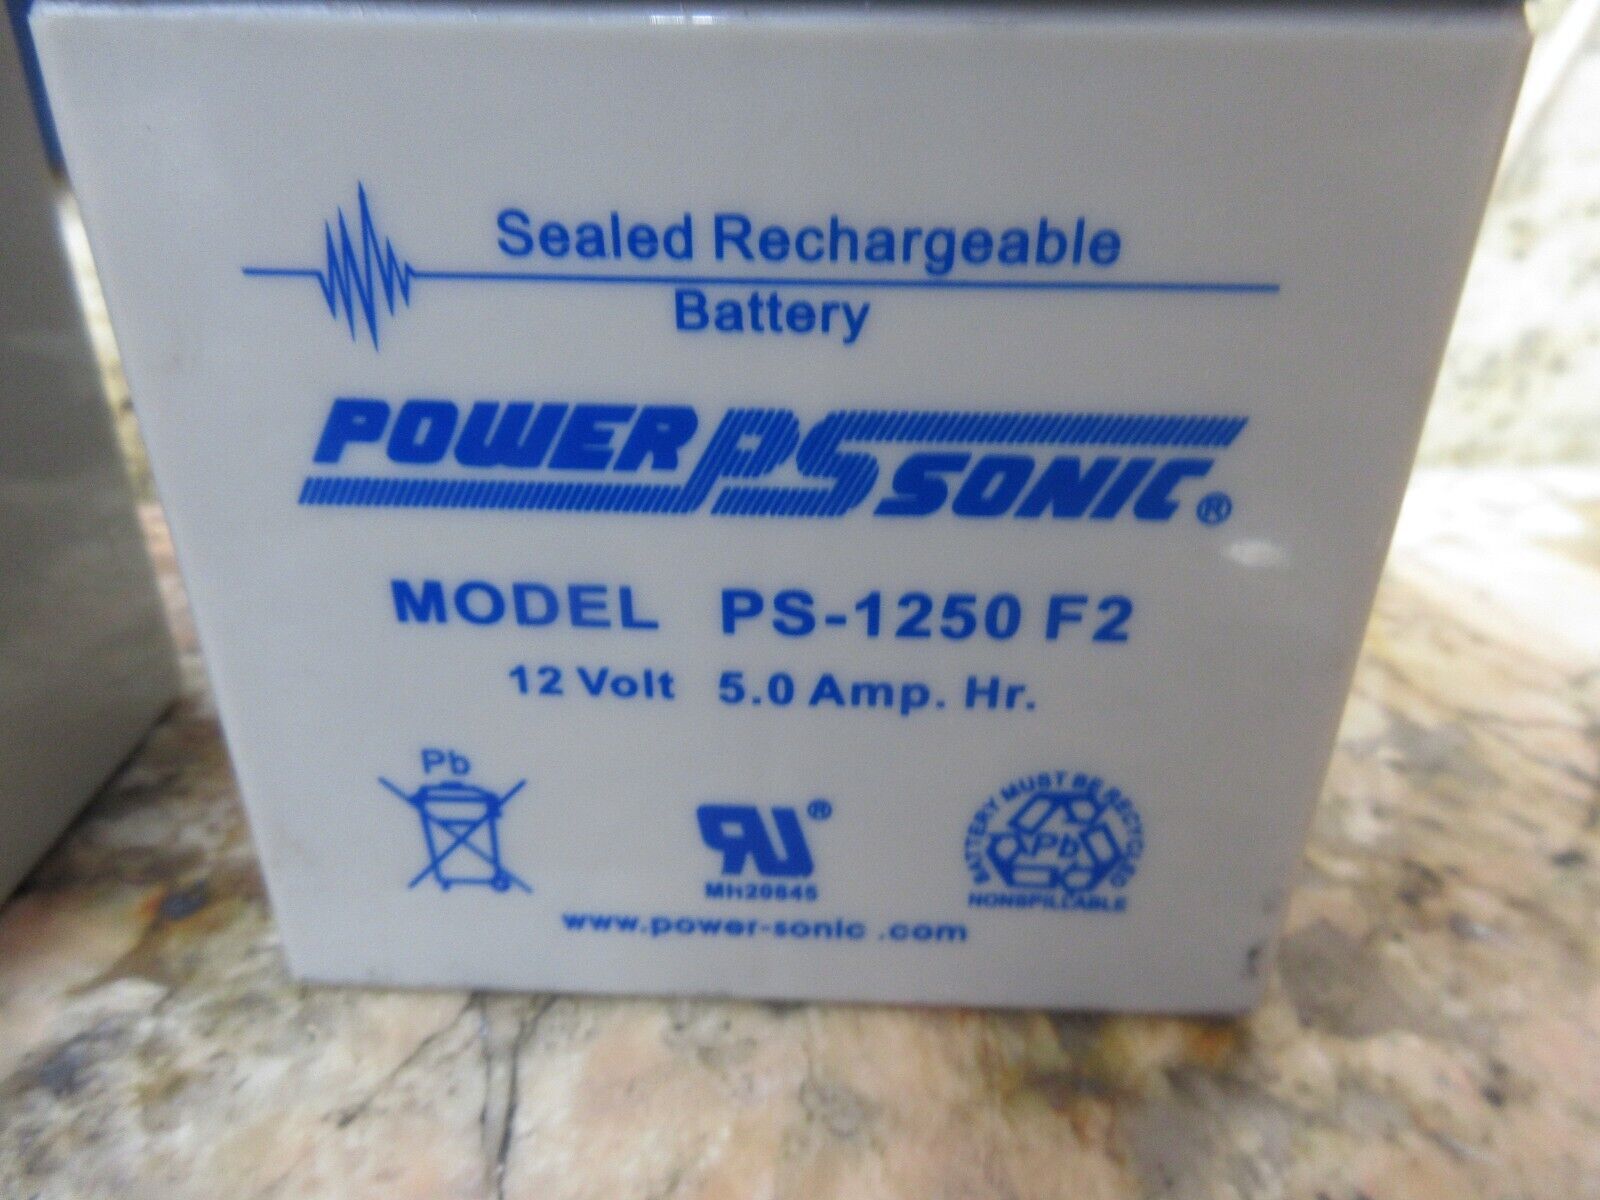 Sealed Rechargeable
Battery
POWER PS SONIC ®
MODEL PS-1250 F2
12 Volt 5.0 Amp. Hr.
Pb
®
MH20845
BATTERY MUST BE RECYCLED
Pb
NONSPILLABLE
www.power-sonic .com